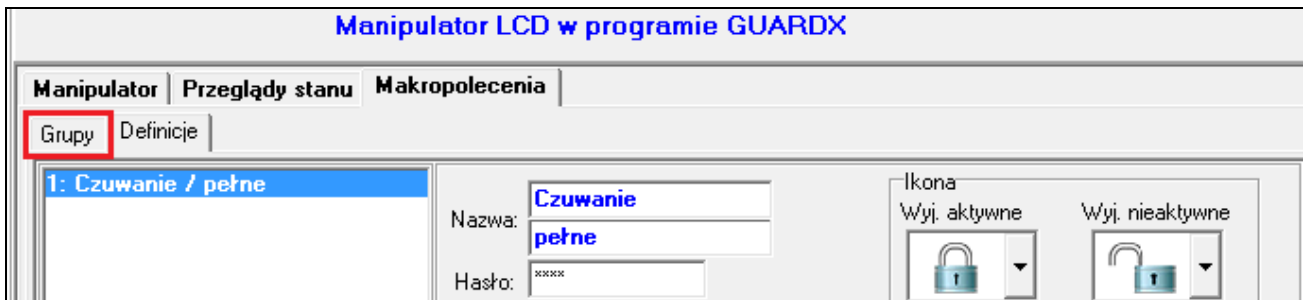 Manipulator LCD w programie GUARDX
Manipulator Przeglądy stanu Makropolecenia
Grupy Definicje
1: Czuwanie / pełne
Nazwa: Czuwanie
pełne
Hasło: ****
Ikona
Wyj. aktywne Wyj. nieaktywne